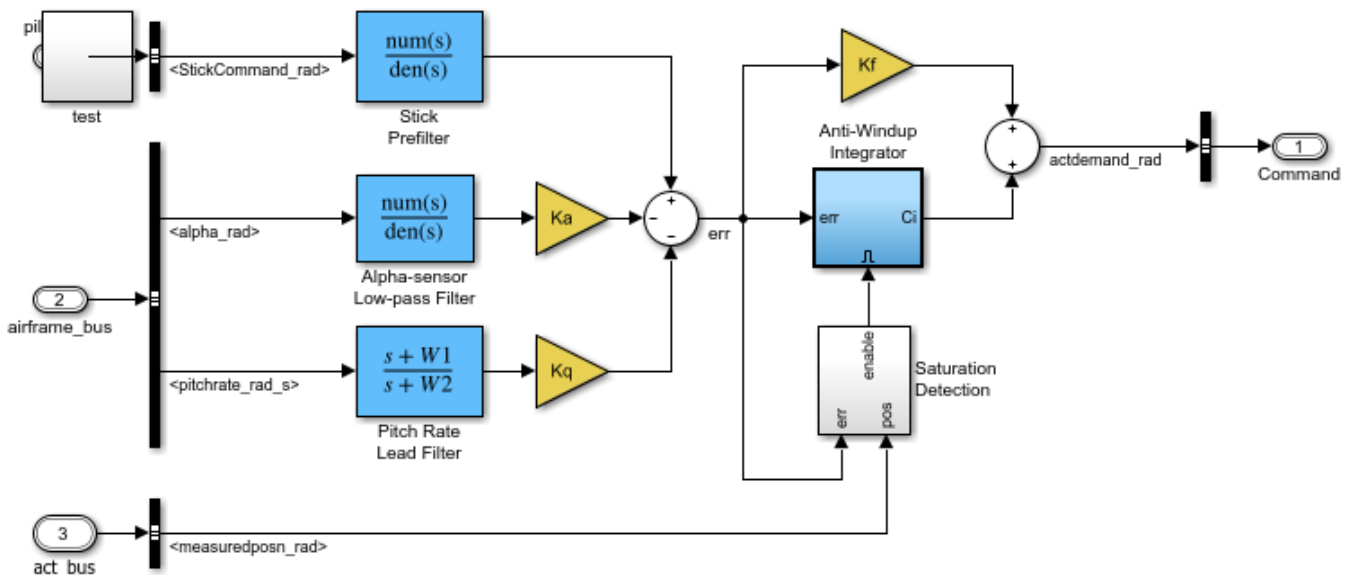 pil
test
<StickCommand_rad>
num(s)
den(s)
Stick
Prefilter
Kf
Anti-Windup
Integrator
+
+
actdemand_rad
1
Command
<alpha_rad>
num(s)
den(s)
Alpha-sensor
Low-pass Filter
Ka
+
−
−
err
err
Ci
2
airframe_bus
<pitchrate_rad_s>
s + W1
s + W2
Pitch Rate
Lead Filter
Kq
enable
err
pos
Saturation
Detection
3
act_bus
<measuredposn_rad>